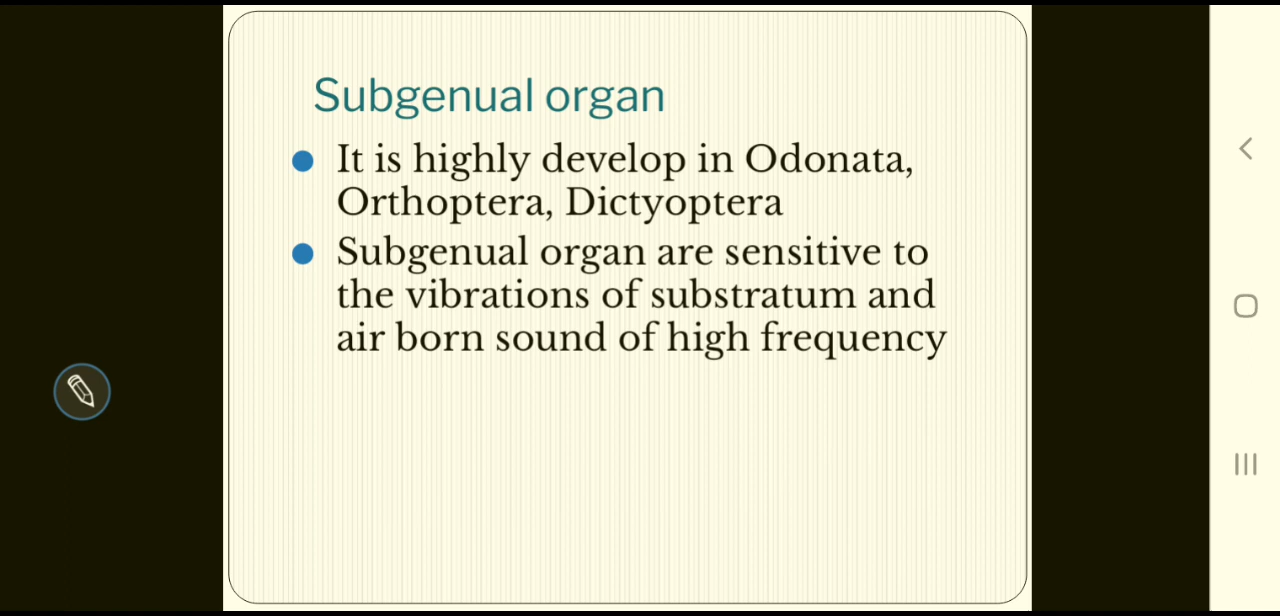 Subgenual organ
It is highly develop in Odonata,
Orthoptera, Dictyoptera
Subgenual organ are sensitive to
the vibrations of substratum and
air born sound of high frequency